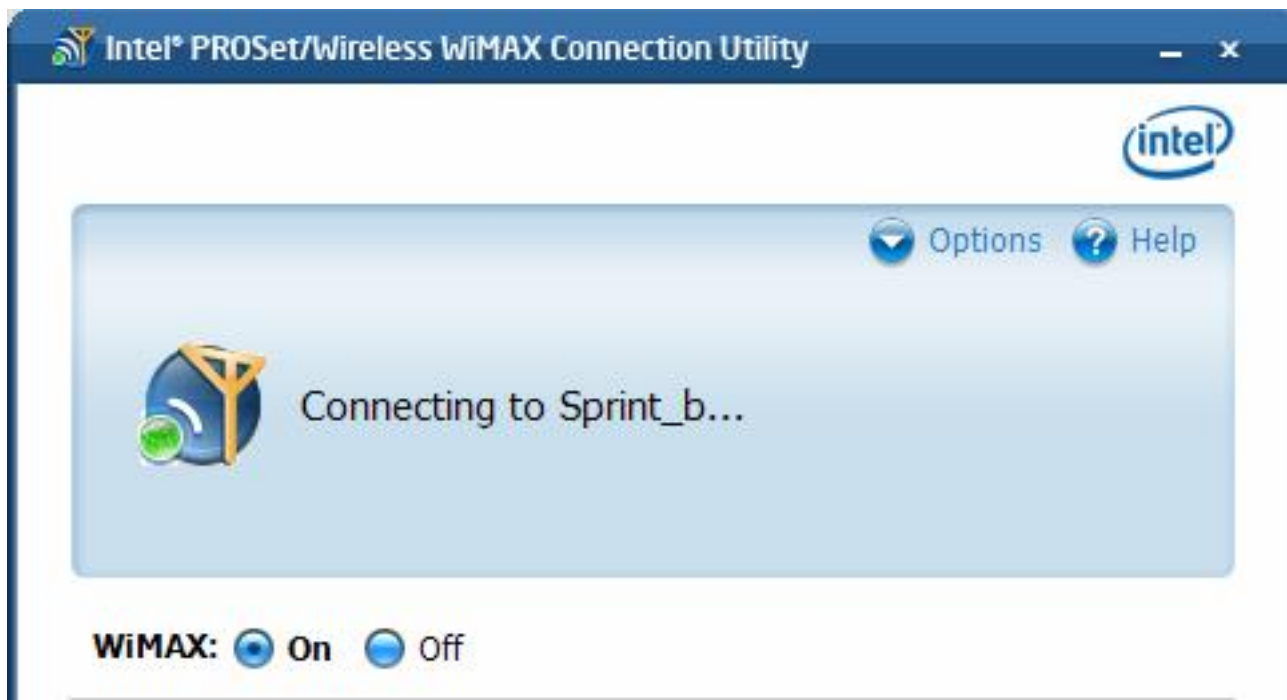 Intel® PROSet/Wireless WiMAX Connection Utility
intel
Options Help
Connecting to Sprint_b...
WiMAX: On Off